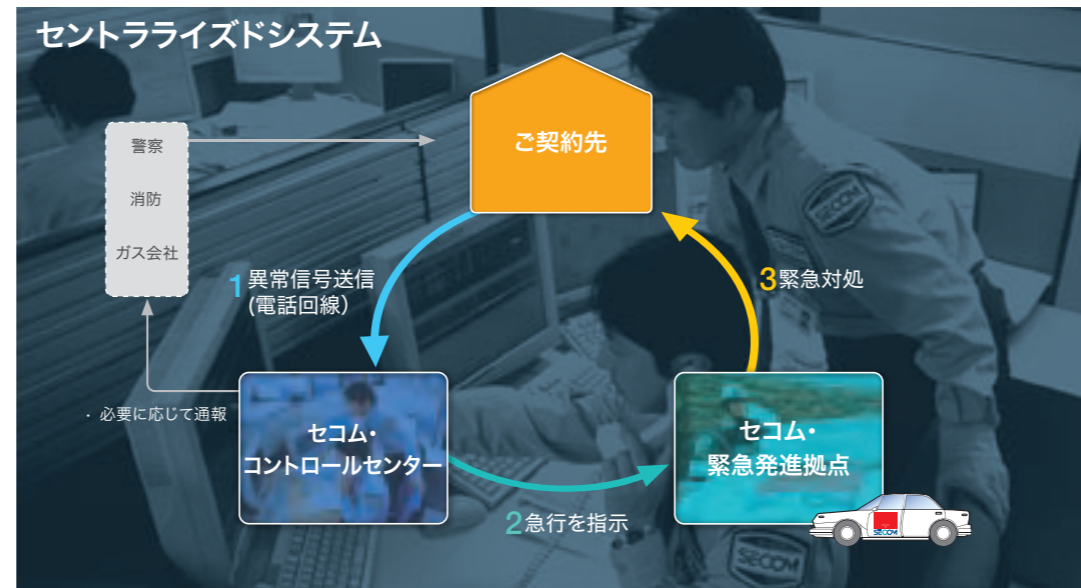 セントラライズドシステム
ご契約先
警察
消防
ガス会社
1 異常信号送信
(電話回線)
3 緊急対処
・必要に応じて通報
セコム・
コントロールセンター
セコム・
緊急発進拠点
2 急行を指示
SECOM
SECOM
SECOM